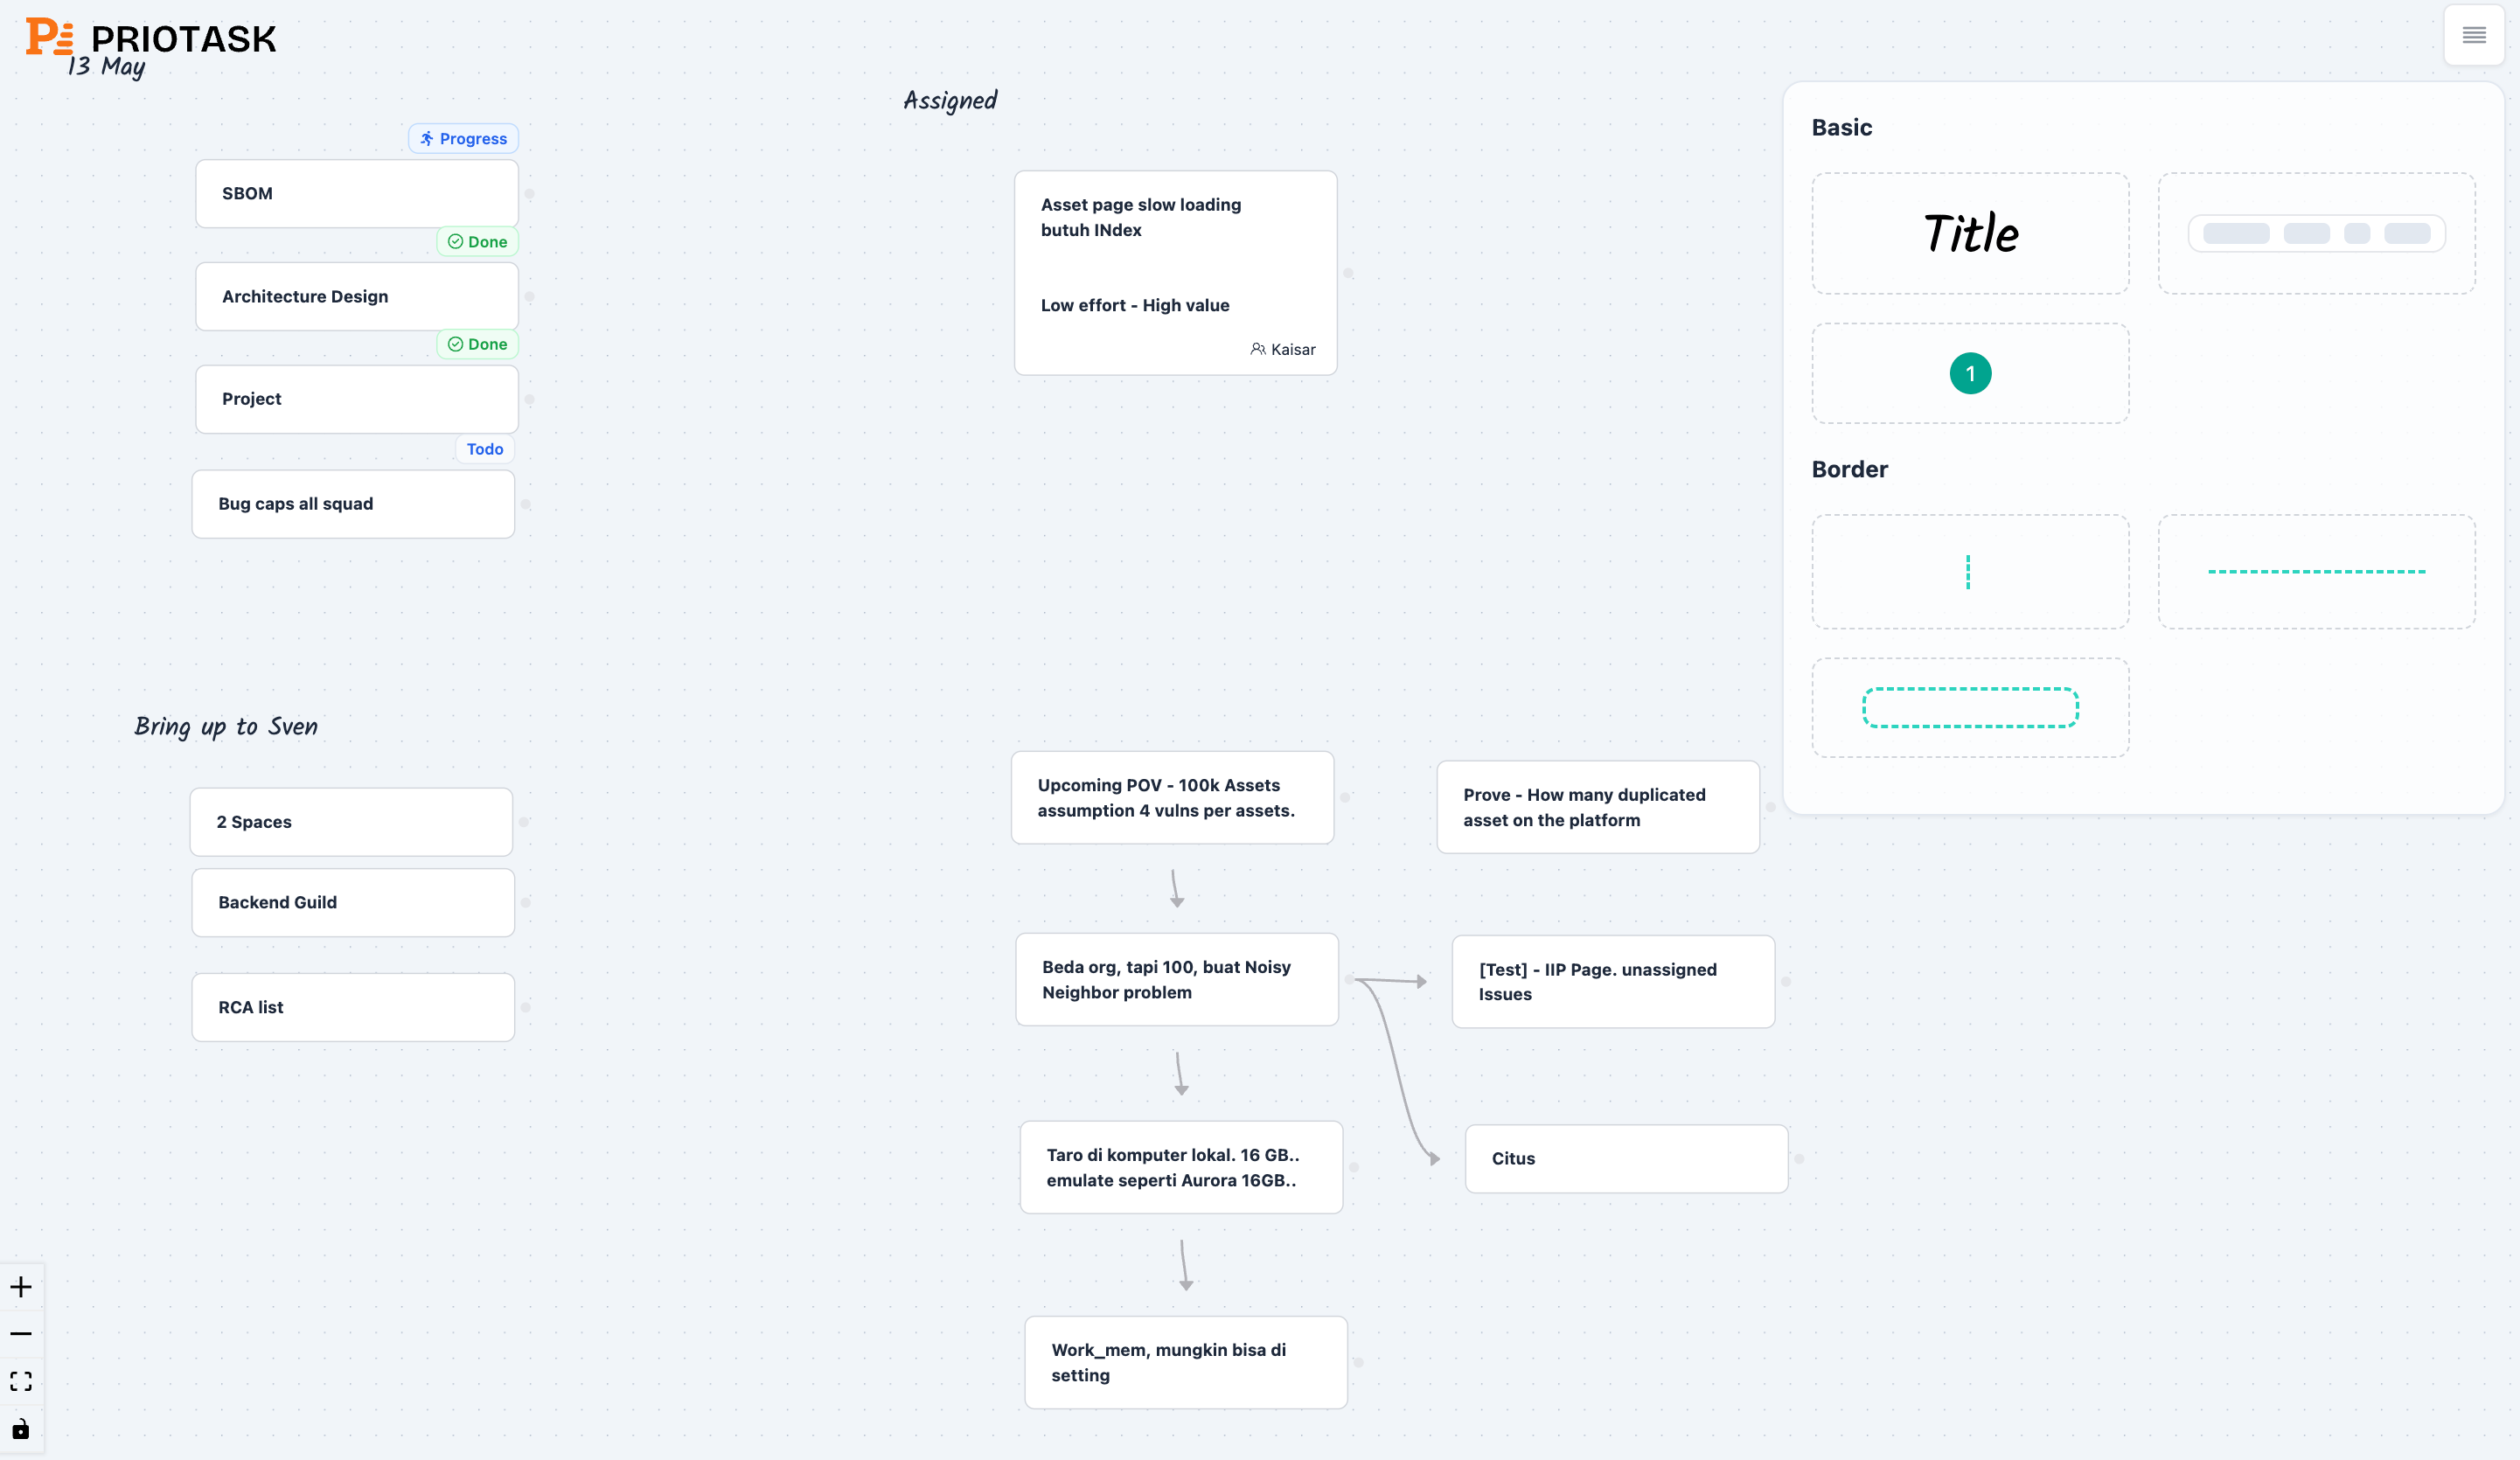 PRIOTASK
13 May
Progress
SBOM
Done
Architecture Design
Done
Project
Todo
Bug caps all squad
Assigned
Asset page slow loading
butuh INdex
Low effort - High value
Kaisar
Bring up to Sven
2 Spaces
Backend Guild
RCA list
Upcoming POV - 100k Assets
assumption 4 vulns per assets.
Prove - How many duplicated
asset on the platform
Beda org, tapi 100, buat Noisy
Neighbor problem
[Test] - IIP Page. unassigned
Issues
Taro di komputer lokal. 16 GB..
emulate seperti Aurora 16GB..
Citus
Work_mem, mungkin bisa di
setting
Basic
Title
1
Border